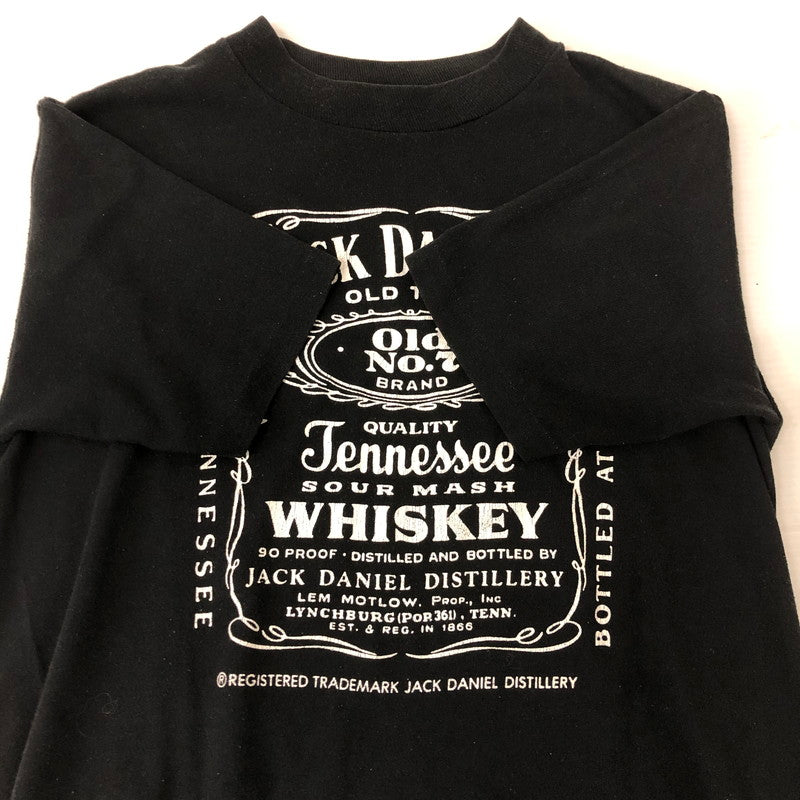 OLD
Old
No.7
BRAND
QUALITY
Tennessee
SOUR MASH
WHISKEY
90 PROOF · DISTILLED AND BOTTLED BY
JACK DANIEL DISTILLERY
LEM MOTLOW, PROP., INC
LYNCHBURG (POP. 361), TENN.
EST. & REG. IN 1866
NNESSEE
BOTTLED AT
®REGISTERED TRADEMARK JACK DANIEL DISTILLERY